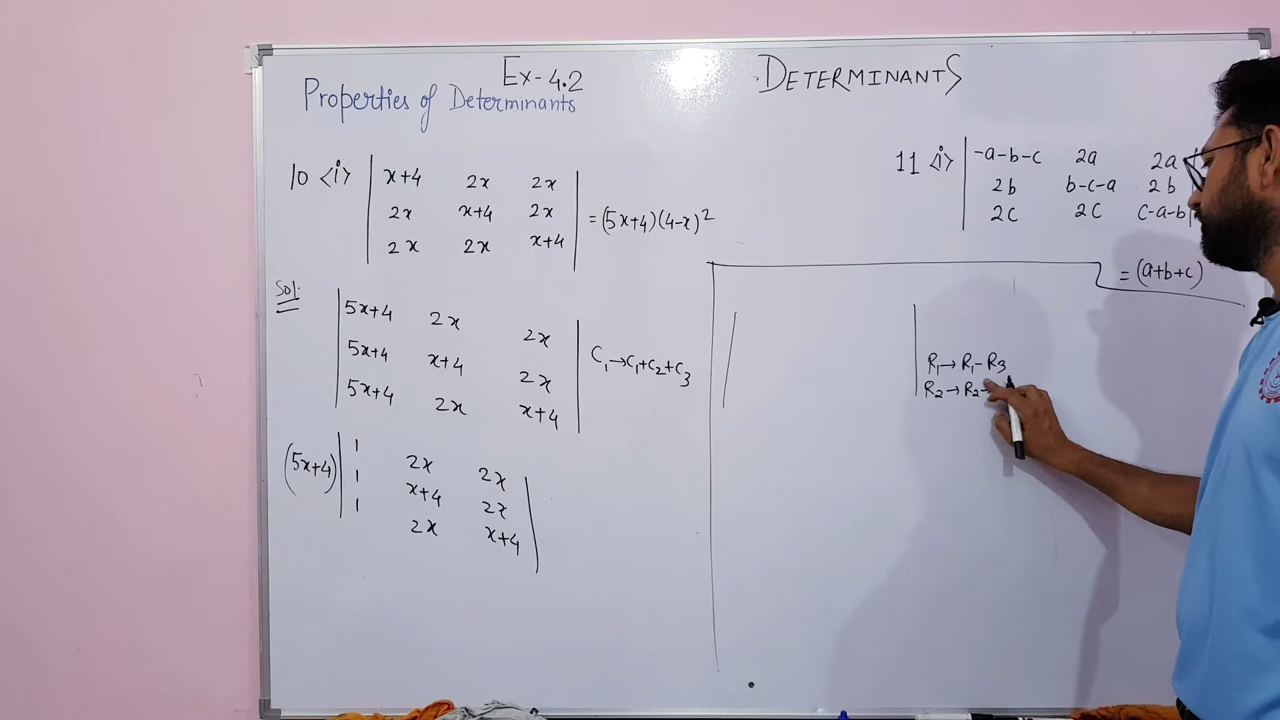 Ex-4.2
Properties of Determinants
DETERMINANTS
10 <i> | x+4 2x 2x |
| 2x x+4 2x | = (5x+4)(4-x)²
| 2x 2x x+4 |
Sol:
| 5x+4 2x 2x |
| 5x+4 x+4 2x | C₁→C₁+C₂+C₃
| 5x+4 2x x+4 |
(5x+4) | 1 2x 2x |
| 1 x+4 2x |
| 1 2x x+4 |
11 <i> | -a-b-c 2a 2a |
| 2b b-c-a 2b |
| 2C 2C C-a-b |
= (a+b+c)
R₁→R₁-R₃
R₂→R₂-